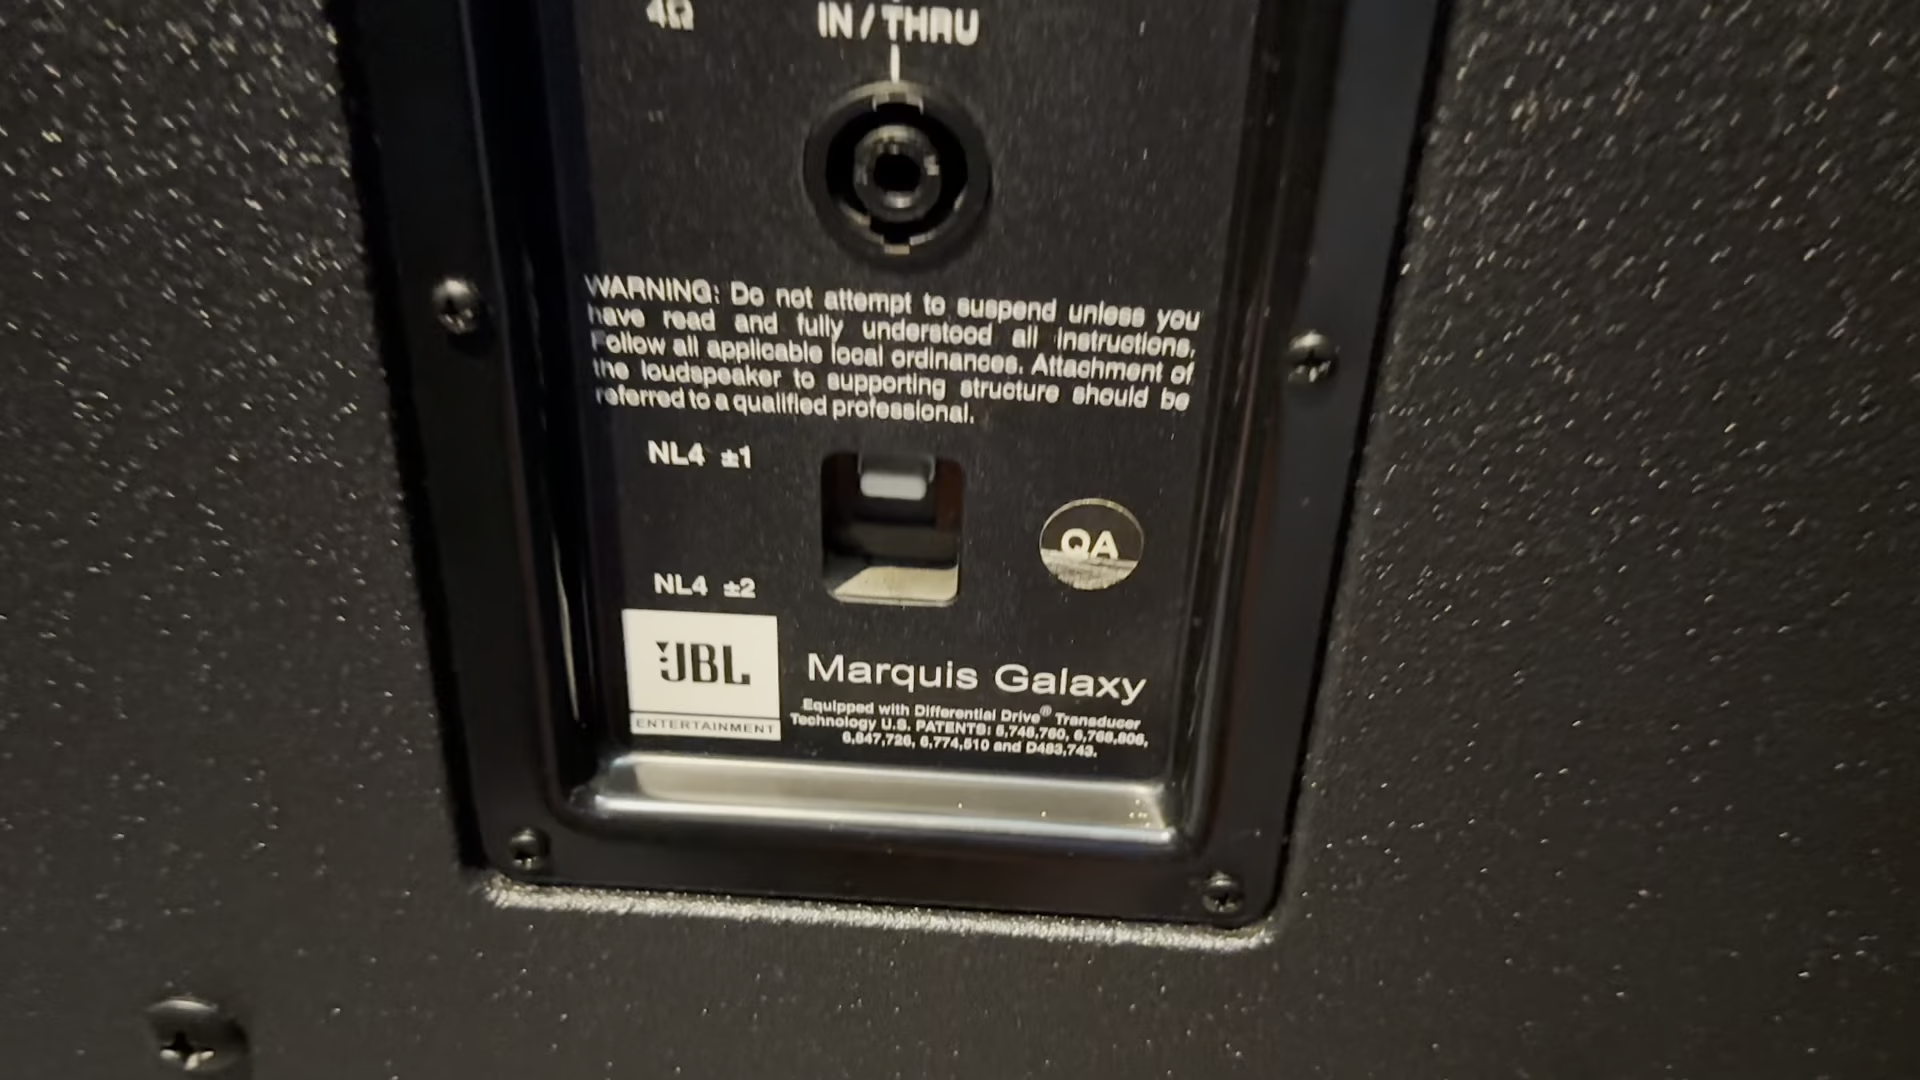 4Ω
IN / THRU
WARNING: Do not attempt to suspend unless you
have read and fully understood all instructions.
Follow all applicable local ordinances. Attachment of
the loudspeaker to supporting structure should be
referred to a qualified professional.
NL4 ±1
QA
NL4 ±2
JBL
ENTERTAINMENT
Marquis Galaxy
Equipped with Differential Drive® Transducer
Technology U.S. PATENTS: 5,748,760, 6,768,806,
6,847,726, 6,774,510 and D483,743.